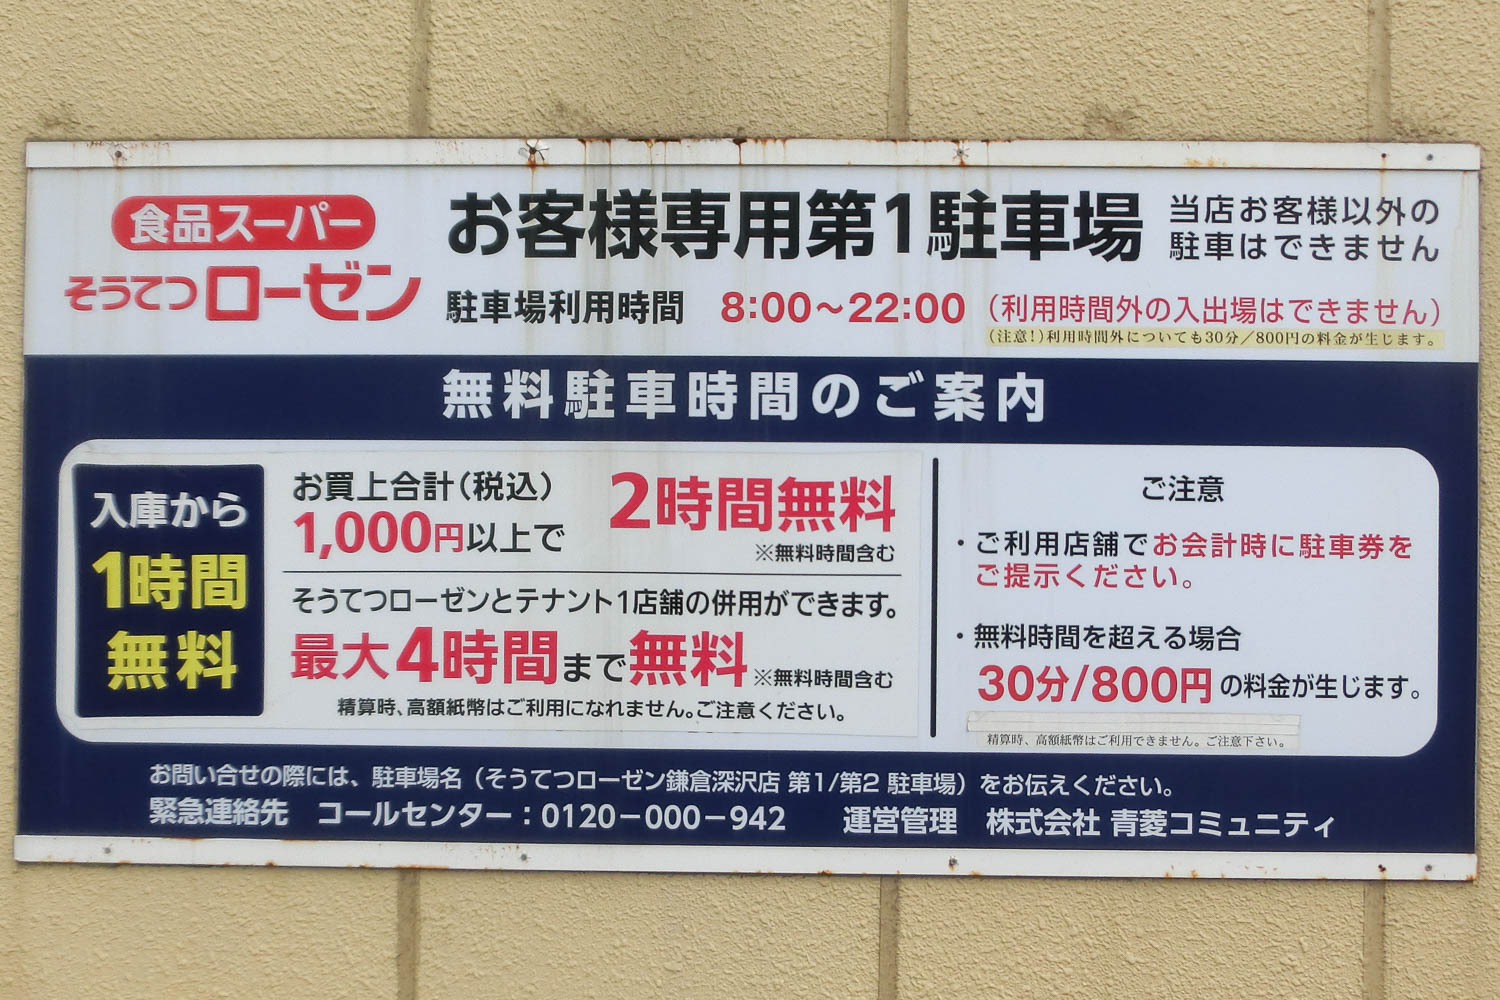 食品スーパー
そうてつローゼン
お客様専用第1駐車場
当店お客様以外の
駐車はできません
駐車場利用時間 8:00～22:00 (利用時間外の入出場はできません)
(注意!)利用時間外についても30分/800円の料金が生じます。
無料駐車時間のご案内
入庫から
1時間
無料
お買上合計(税込)
1,000円以上で
2時間無料
※無料時間含む
そうてつローゼンとテナント1店舗の併用ができます。
最大4時間まで無料 ※無料時間含む
精算時、高額紙幣はご利用になれません。ご注意ください。
ご注意
・ご利用店舗でお会計時に駐車券を
ご提示ください。
・無料時間を超える場合
30分/800円の料金が生じます。
精算時、高額紙幣はご利用できません。ご注意下さい。
お問い合せの際には、駐車場名(そうてつローゼン鎌倉深沢店 第1/第2 駐車場)をお伝えください。
緊急連絡先 コールセンター：0120-000-942 運営管理 株式会社 青菱コミュニティ